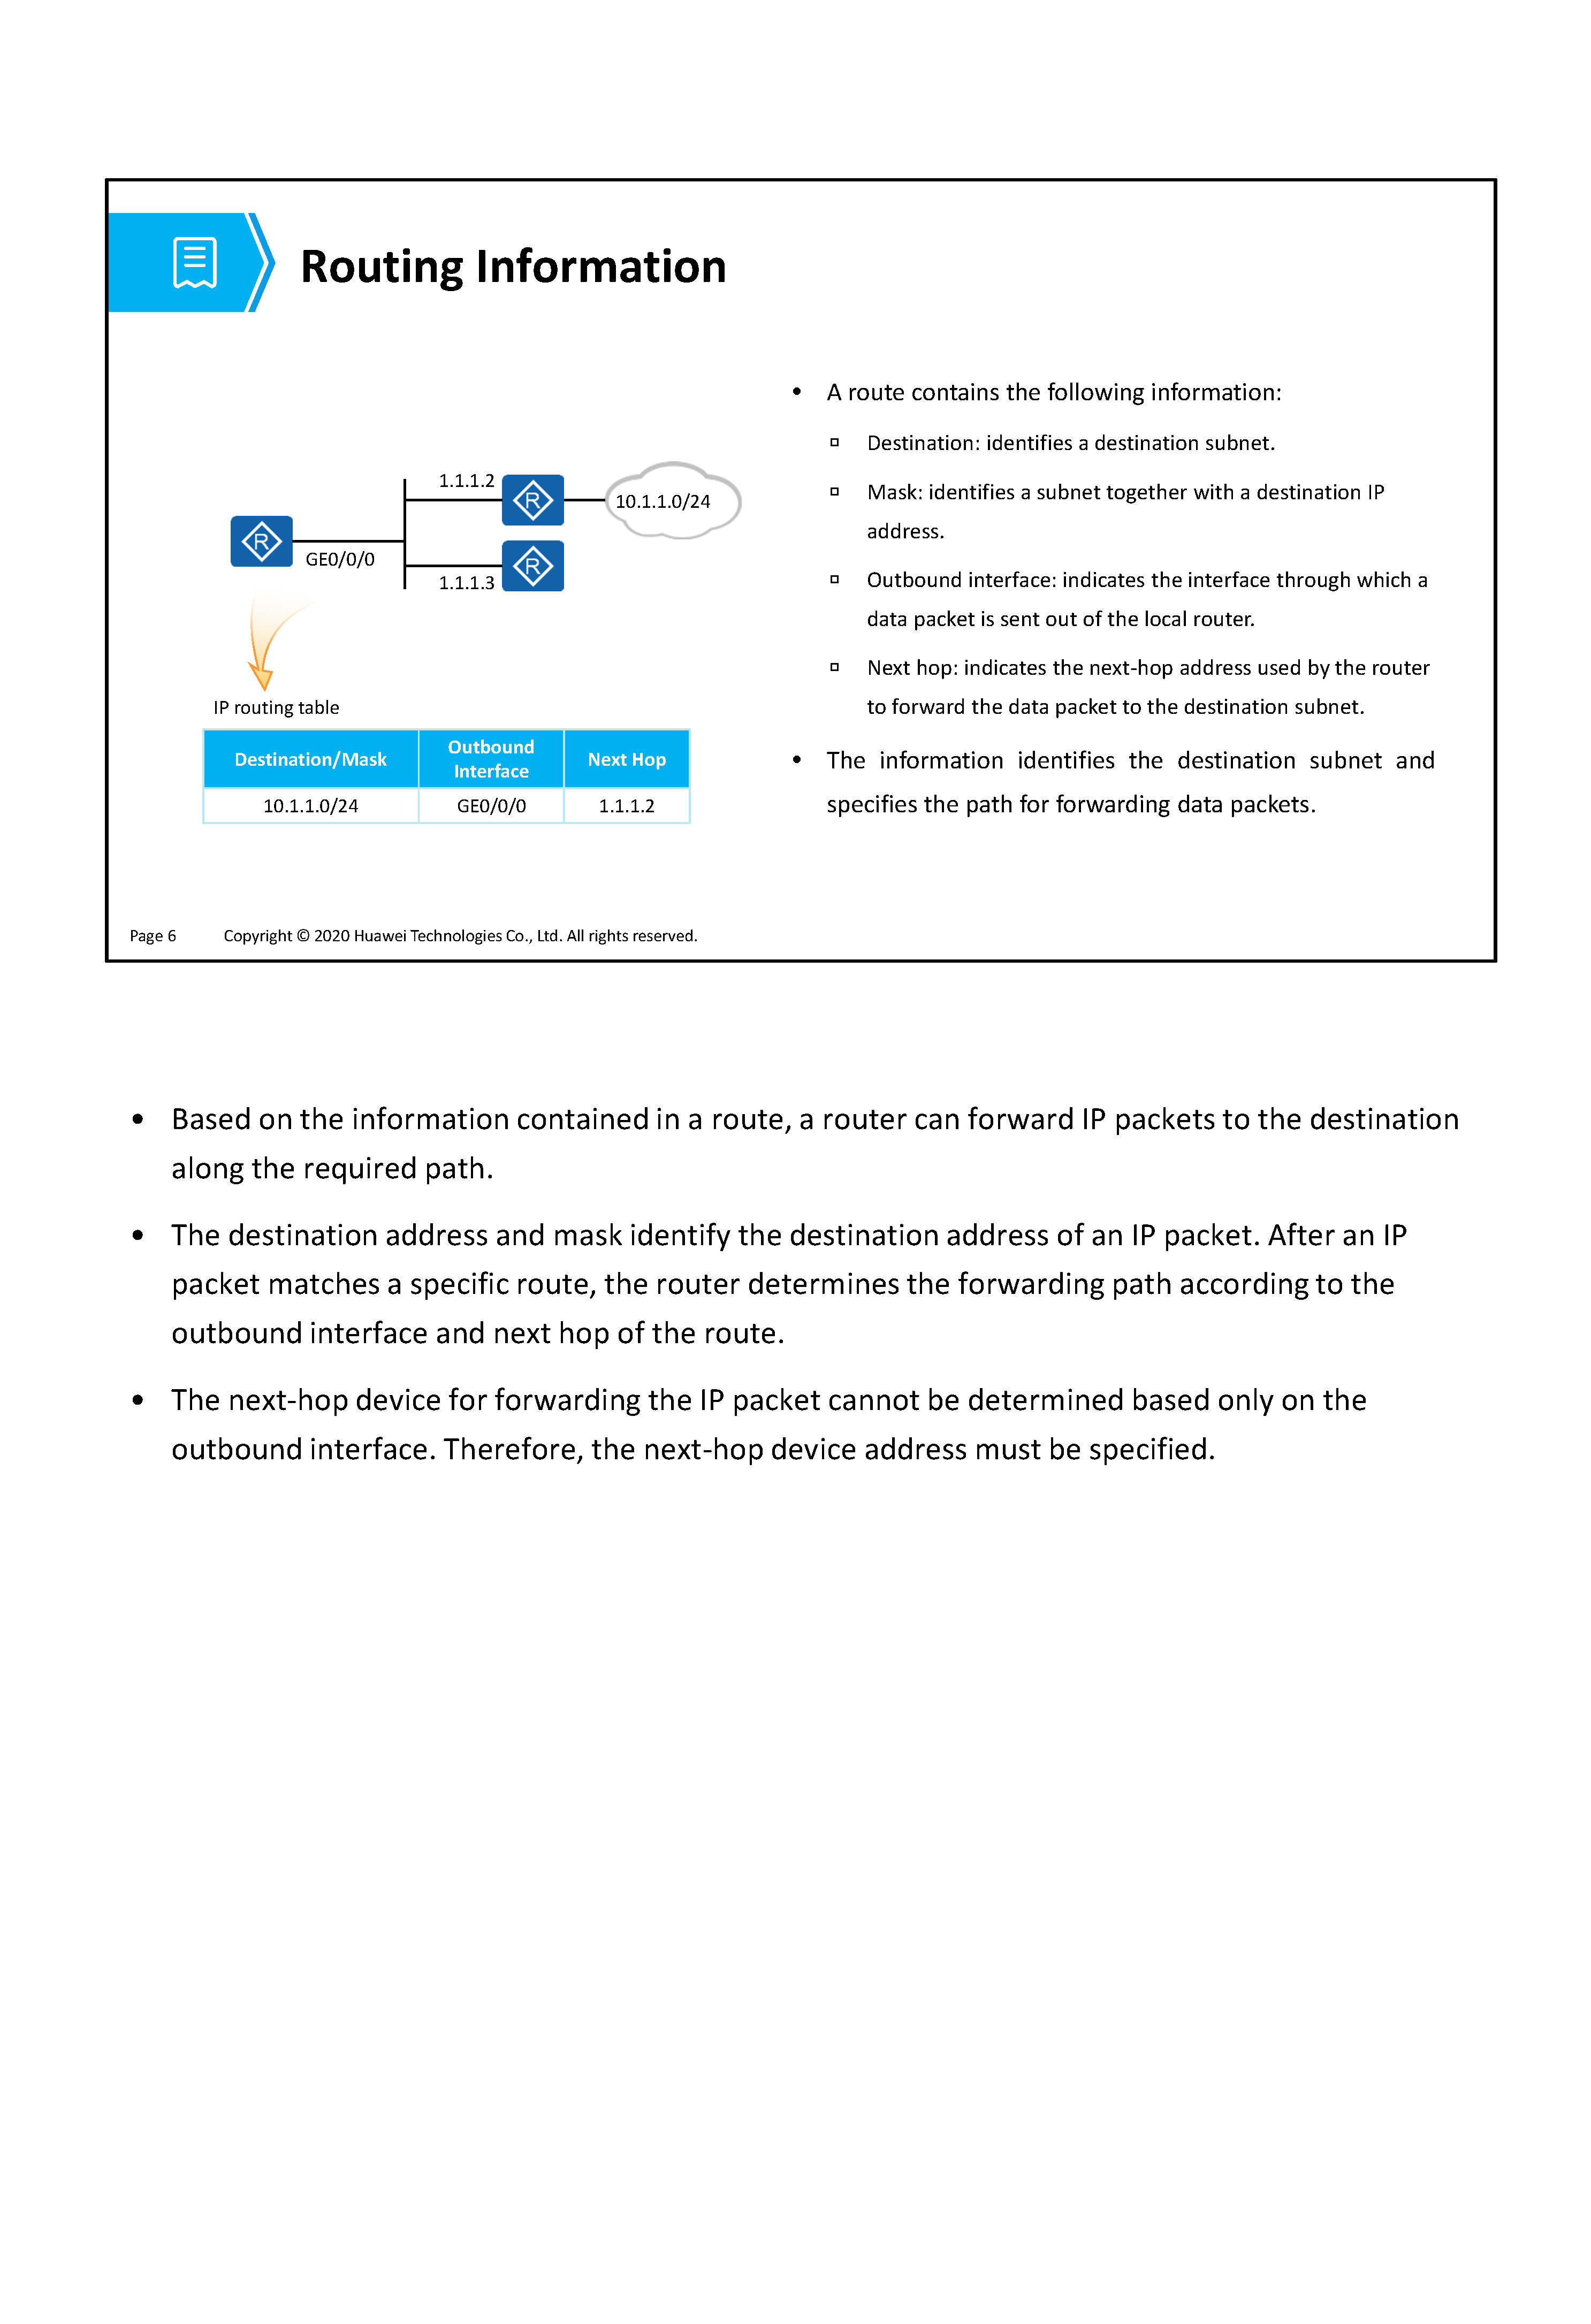 Routing Information
1.1.1.2
10.1.1.0/24
GE0/0/0
1.1.1.3
IP routing table
Destination/Mask
Outbound
Interface
Next Hop
10.1.1.0/24
GE0/0/0
1.1.1.2
• A route contains the following information:
▫ Destination: identifies a destination subnet.
▫ Mask: identifies a subnet together with a destination IP
address.
▫ Outbound interface: indicates the interface through which a
data packet is sent out of the local router.
▫ Next hop: indicates the next-hop address used by the router
to forward the data packet to the destination subnet.
• The information identifies the destination subnet and
specifies the path for forwarding data packets.
Page 6 Copyright © 2020 Huawei Technologies Co., Ltd. All rights reserved.
• Based on the information contained in a route, a router can forward IP packets to the destination
along the required path.
• The destination address and mask identify the destination address of an IP packet. After an IP
packet matches a specific route, the router determines the forwarding path according to the
outbound interface and next hop of the route.
• The next-hop device for forwarding the IP packet cannot be determined based only on the
outbound interface. Therefore, the next-hop device address must be specified.